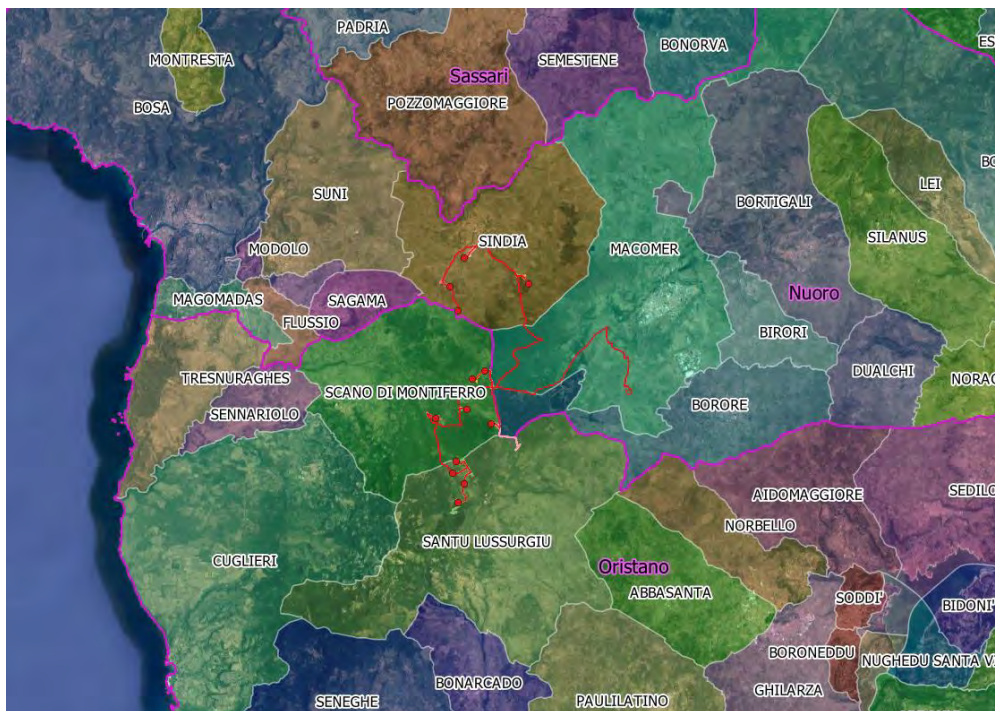 PADRIA
MONTRESTA
SEMESTENE
BONORVA
BOSA
Sassari
POZZOMAGGIORE
LEI
SUNI
BORTIGALI
SILANUS
SINDIA
MODOLO
MACOMER
MAGOMADAS
SAGAMA
Nuoro
FLUSSIO
BIRORI
TRESNURAGHES
DUALCHI
SCANO DI MONTIFERRO
SENNARIOLO
BORORE
AIDOMAGGIORE
SEDILO
NORBELLO
SANTU LUSSURGIU
CUGLIERI
Oristano
ABBASANTA
SODDI'
BIDONI'
BORONEDDU
NUGHEDU SANTA V
BONARCADO
GHILARZA
SENEGHE
PAULILATINO